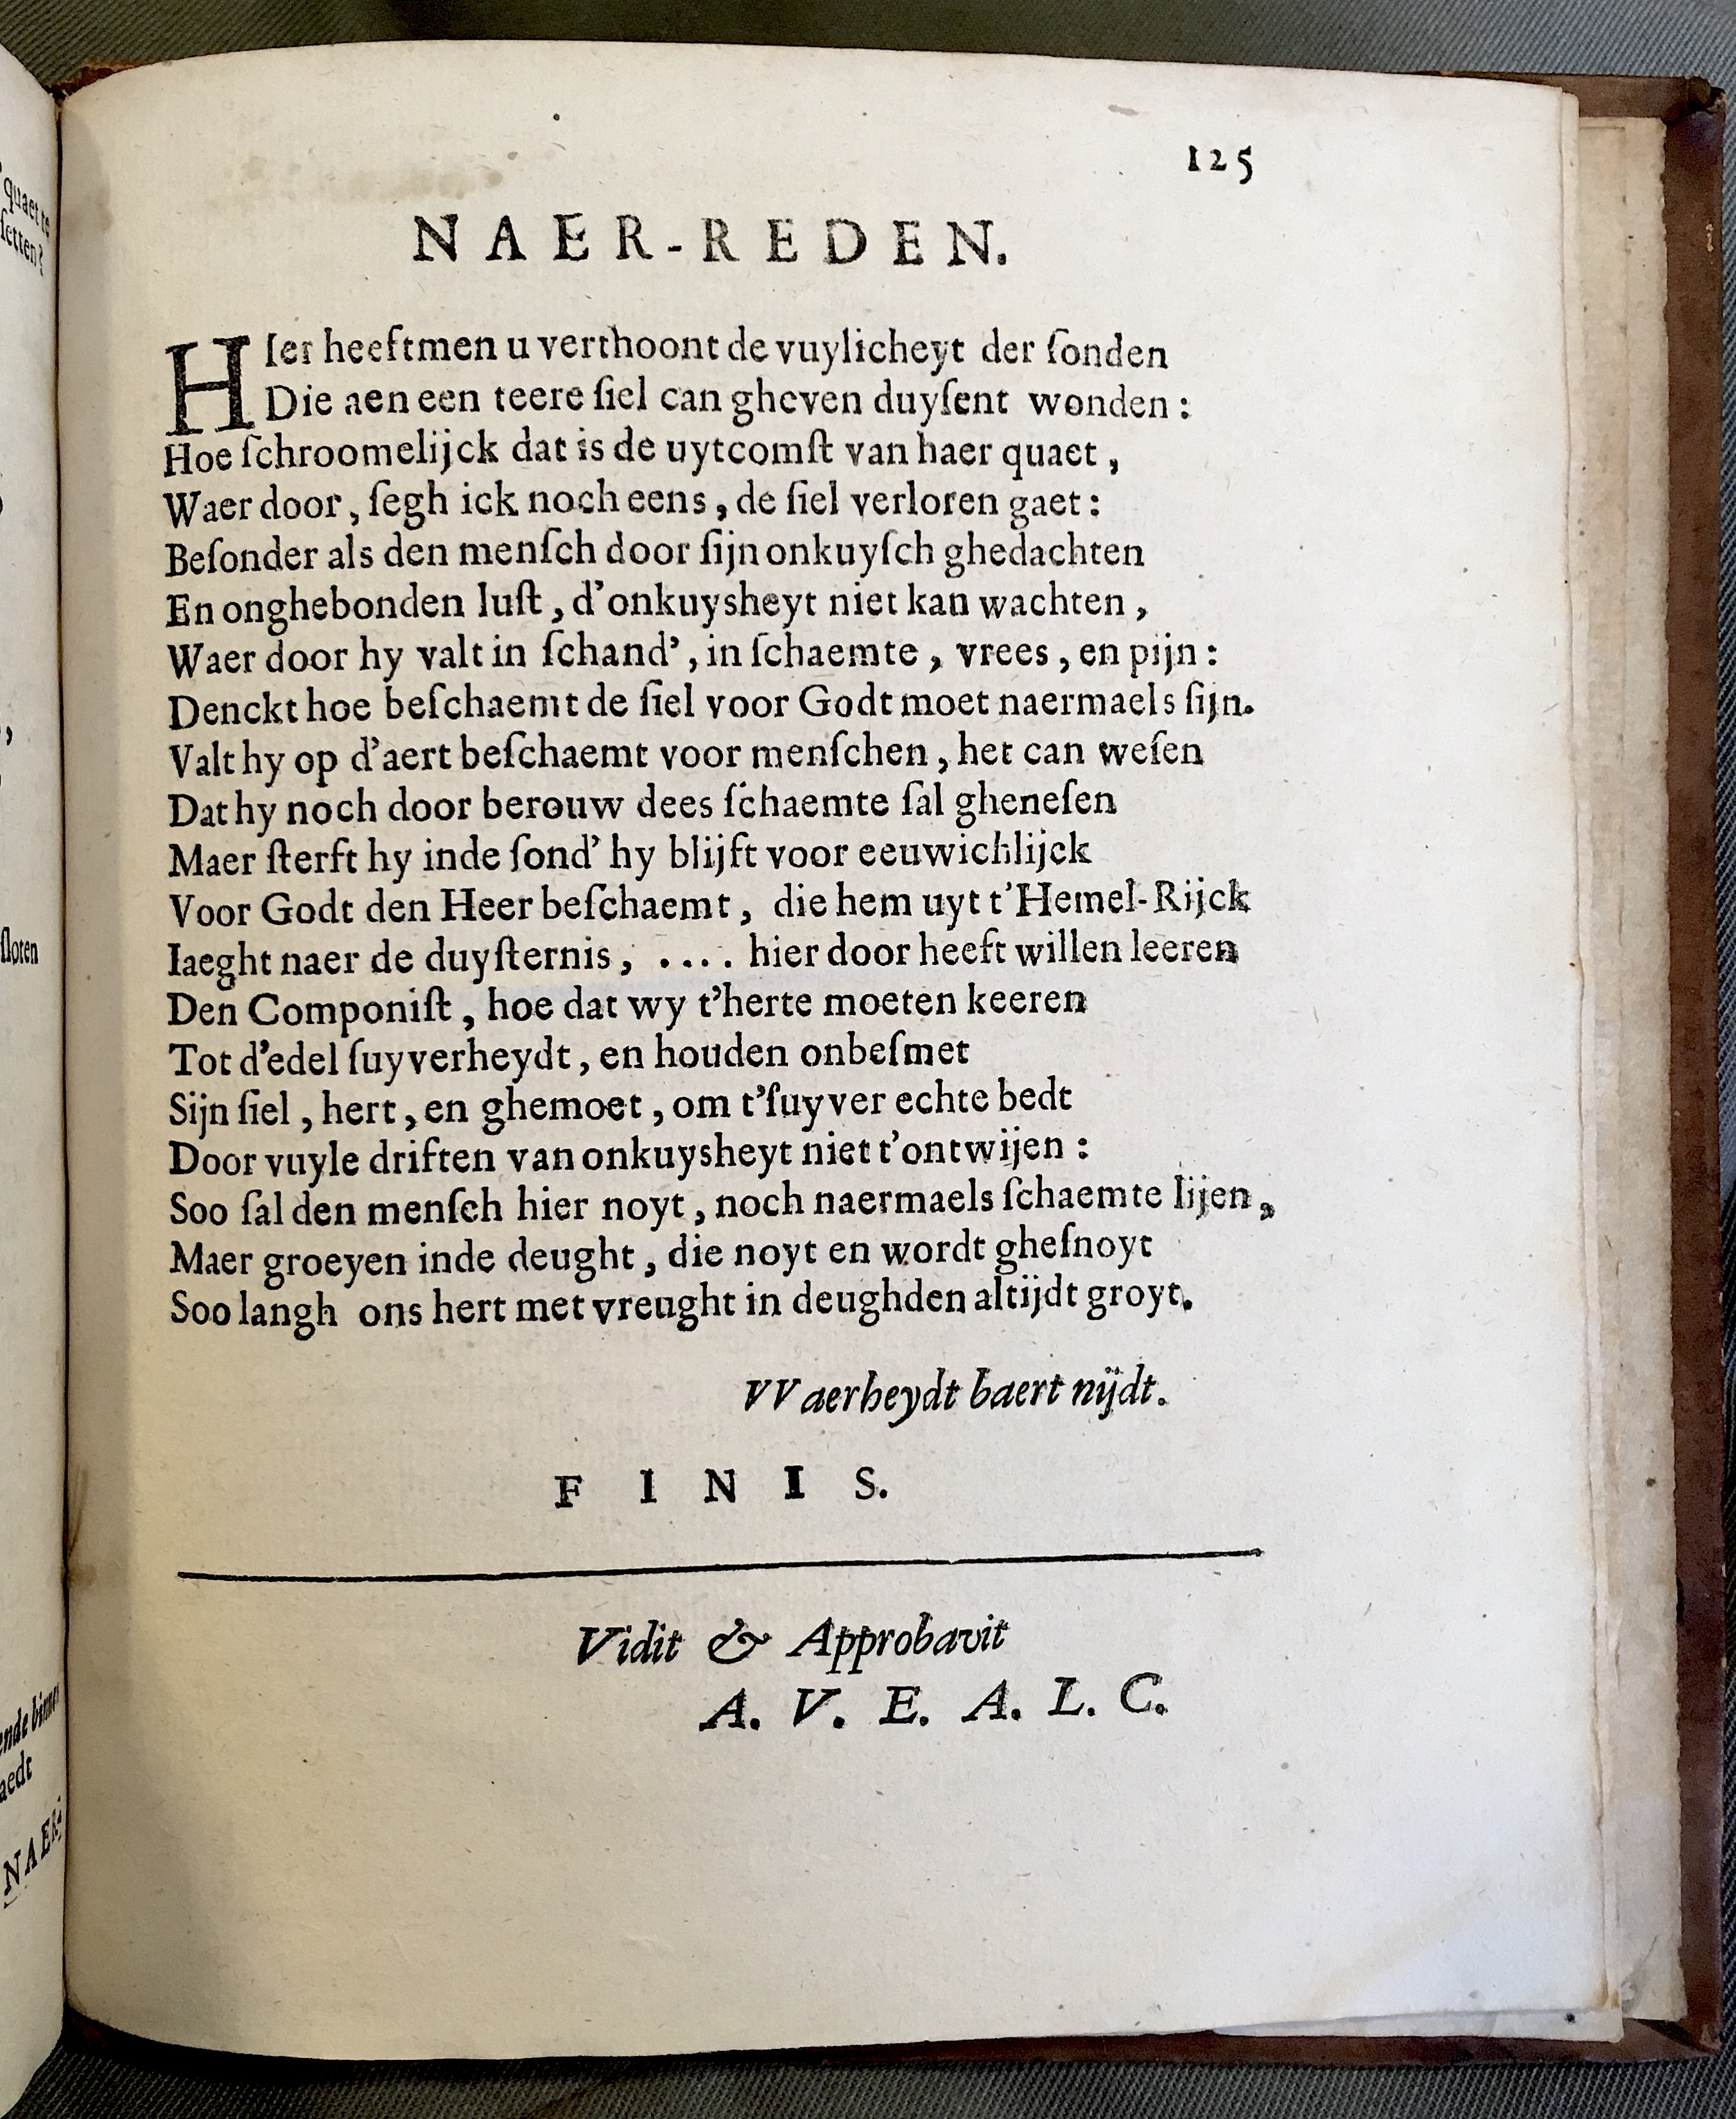 125
NAER-REDEN.
HIer heeftmen u verthoont de vuylicheyt der ſonden
Die aen een teere ſiel can gheven duyſent wonden:
Hoe ſchroomelijck dat is de uytcomſt van haer quaet,
Waer door, ſegh ick noch eens, de ſiel verloren gaet:
Beſonder als den menſch door ſijn onkuyſch ghedachten
En onghebonden luſt, d'onkuysheyt niet kan wachten,
Waer door hy valt in ſchand', in ſchaemte, vrees, en pijn:
Denckt hoe beſchaemt de ſiel voor Godt moet naermaels ſijn.
Valt hy op d'aert beſchaemt voor menſchen, het can weſen
Dat hy noch door berouw dees ſchaemte ſal gheneſen
Maer ſterft hy inde ſond' hy blijft voor eeuwichlijck
Voor Godt den Heer beſchaemt, die hem uyt t'Hemel-Rijck
Iaeght naer de duyſternis, .... hier door heeft willen leeren
Den Componiſt, hoe dat wy t'herte moeten keeren
Tot d'edel ſuyverheydt, en houden onbeſmet
Sijn ſiel, hert, en ghemoet, om t'ſuyver echte bedt
Door vuyle driften van onkuysheyt niet t'ontwijen:
Soo ſal den menſch hier noyt, noch naermaels ſchaemte lijen,
Maer groeyen inde deught, die noyt en wordt gheſnoyt
Soo langh ons hert met vreught in deughden altijdt groyt.
VVaerheydt baert nijdt.
FINIS.
Vidit & Approbavit
A. V. E. A. L. C.
quaet te
ſetten?
NAER-